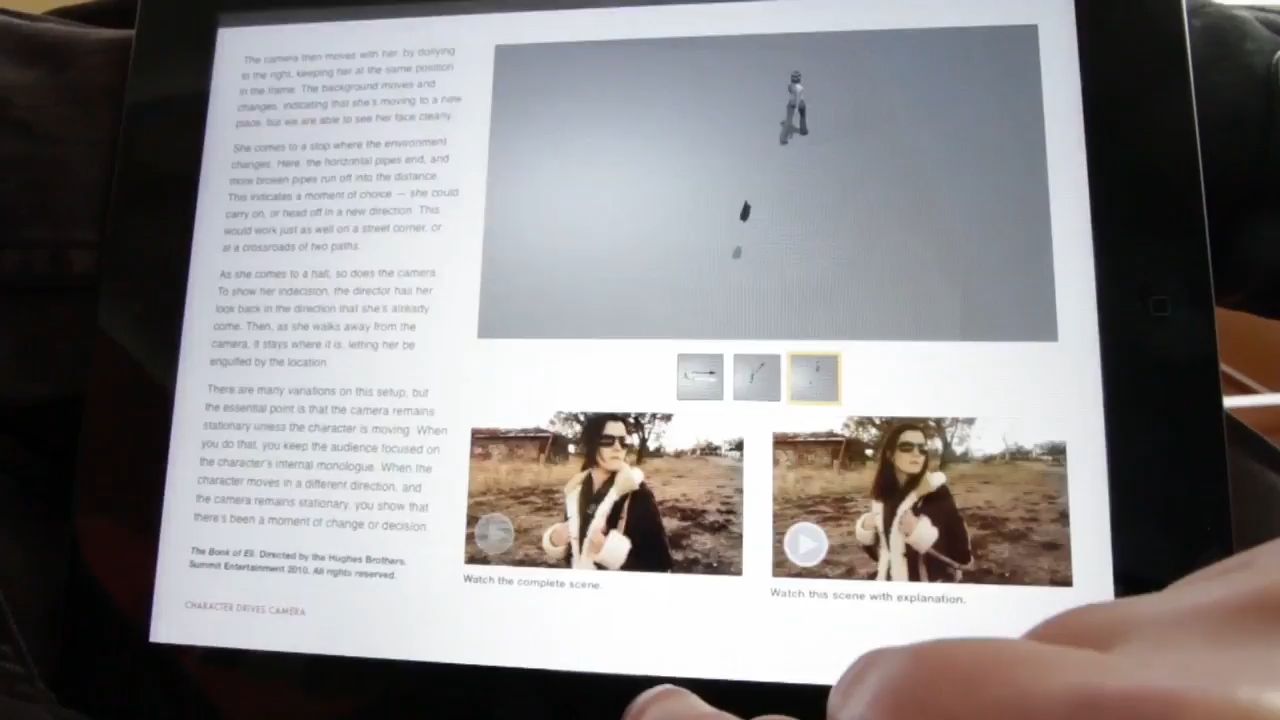 The camera then moves with her, by dollying
to the right, keeping her at the same position
in the frame. The background moves and
changes, indicating that she's moving to a new
place, but we are able to see her face clearly.
She comes to a stop where the environment
changes. Here, the horizontal pipes end, and
more broken pipes run off into the distance.
This indicates a moment of choice — she could
carry on, or head off in a new direction. This
would work just as well on a street corner, or
at a crossroads of two paths.
As she comes to a halt, so does the camera.
To show her indecision, the director has her
look back in the direction that she's already
come. Then, as she walks away from the
camera, it stays where it is, letting her be
engulfed by the location.
There are many variations on this setup, but
the essential point is that the camera remains
stationary unless the character is moving. When
you do that, you keep the audience focused on
the character's internal monologue. When the
character moves in a different direction, and
the camera remains stationary, you show that
there's been a moment of change or decision.
The Book of Eli. Directed by the Hughes Brothers.
Summit Entertainment 2010. All rights reserved.
CHARACTER DRIVES CAMERA
Watch the complete scene.
Watch this scene with explanation.